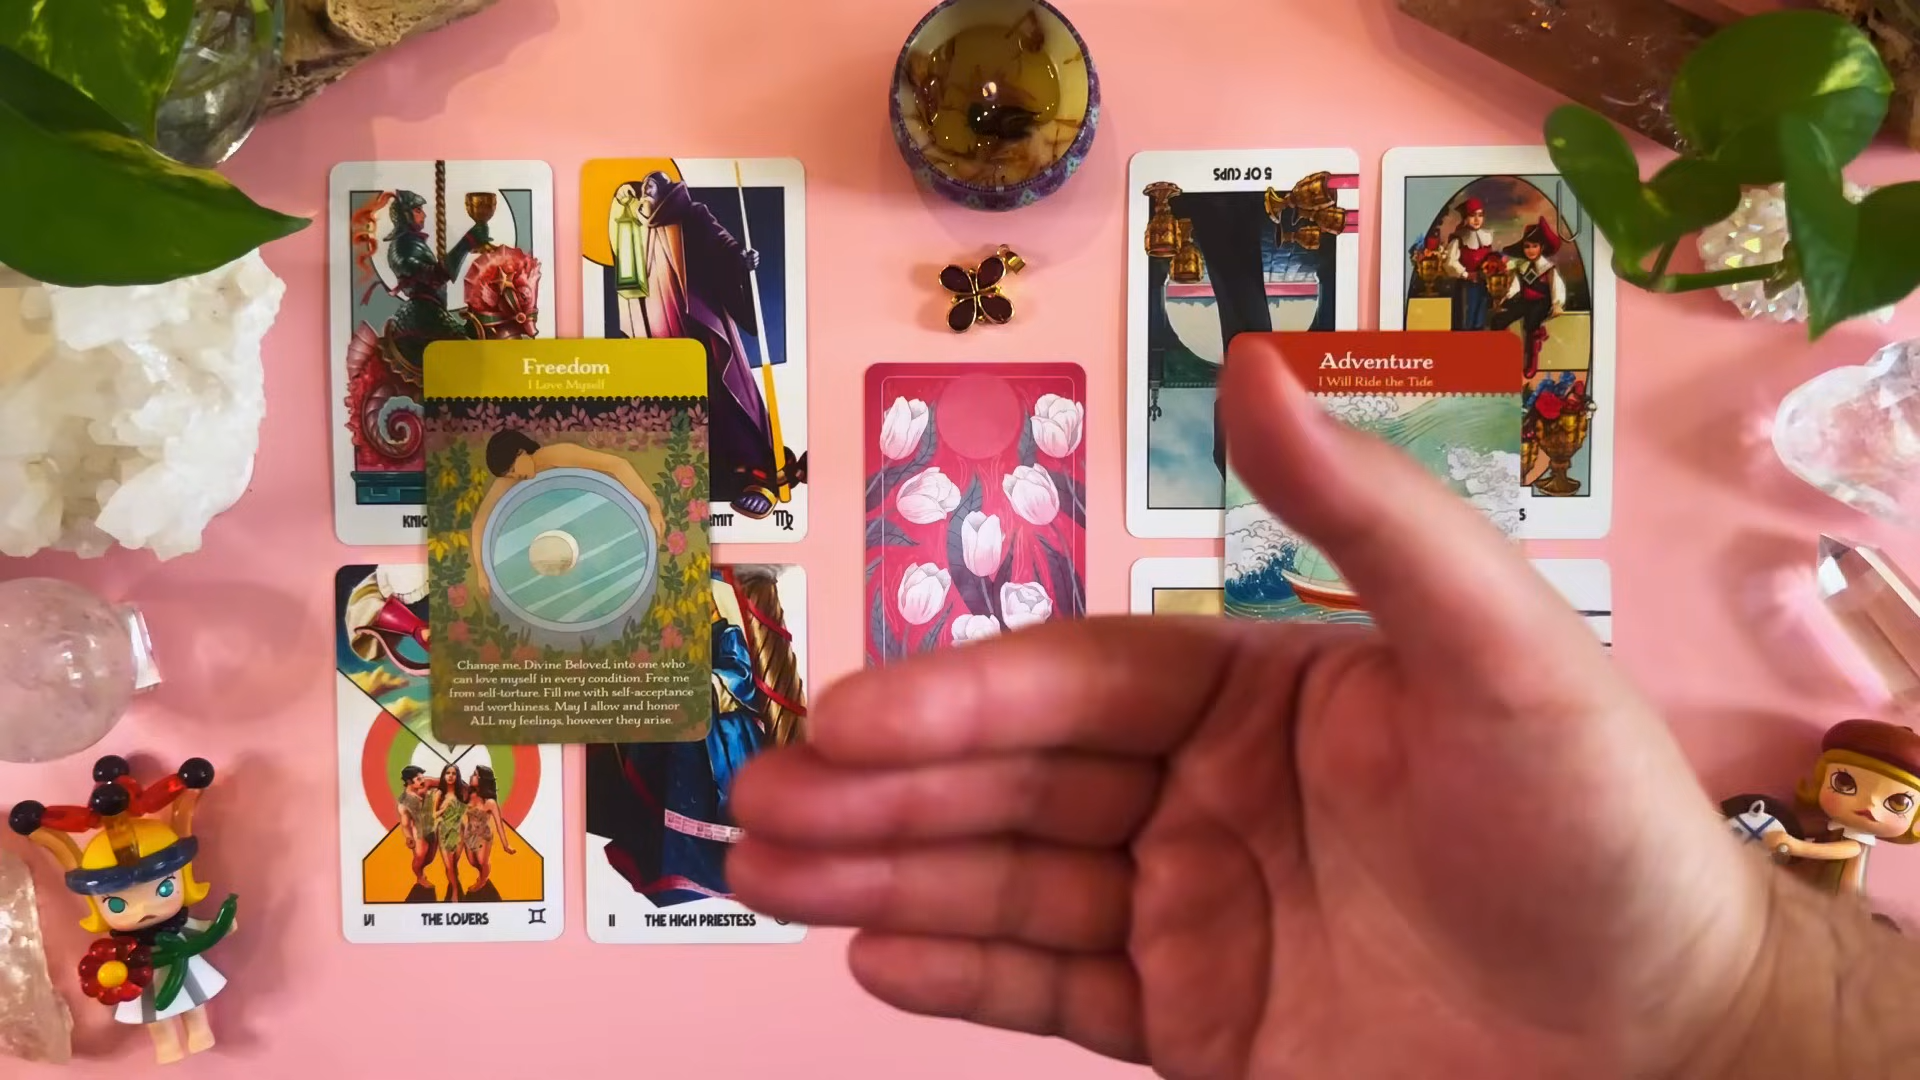 5 OF CUPS
Freedom
I Love Myself
Adventure
I Will Ride the Tide
Change me, Divine Beloved, into one who
can love myself in every condition. Free me
from self-torture. Fill me with self-acceptance
and worthiness. May I allow and honor
ALL my feelings, however they arise.
VI THE LOVERS
II THE HIGH PRIESTESS